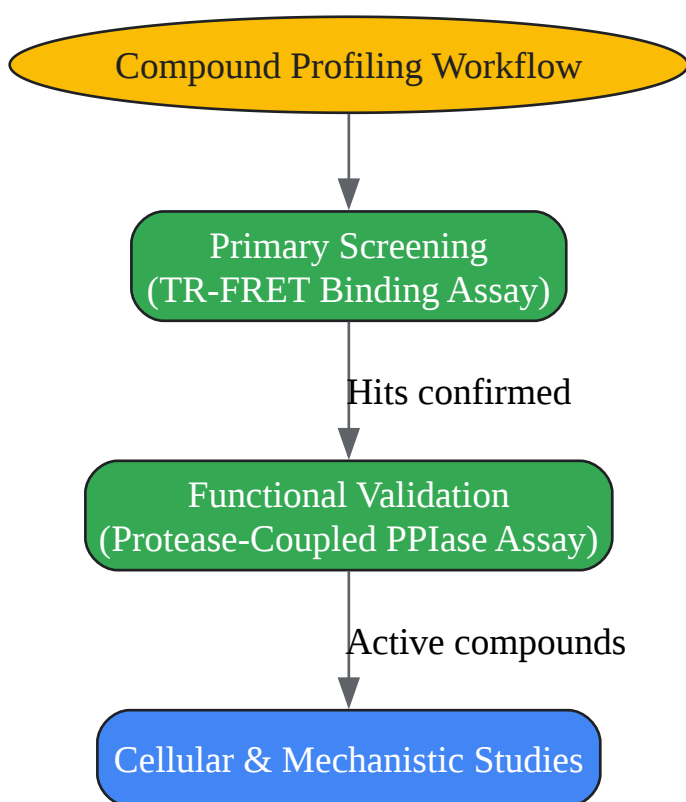 Compound Profiling Workflow
Primary Screening
(TR-FRET Binding Assay)
Hits confirmed
Functional Validation
(Protease-Coupled PPIase Assay)
Active compounds
Cellular & Mechanistic Studies